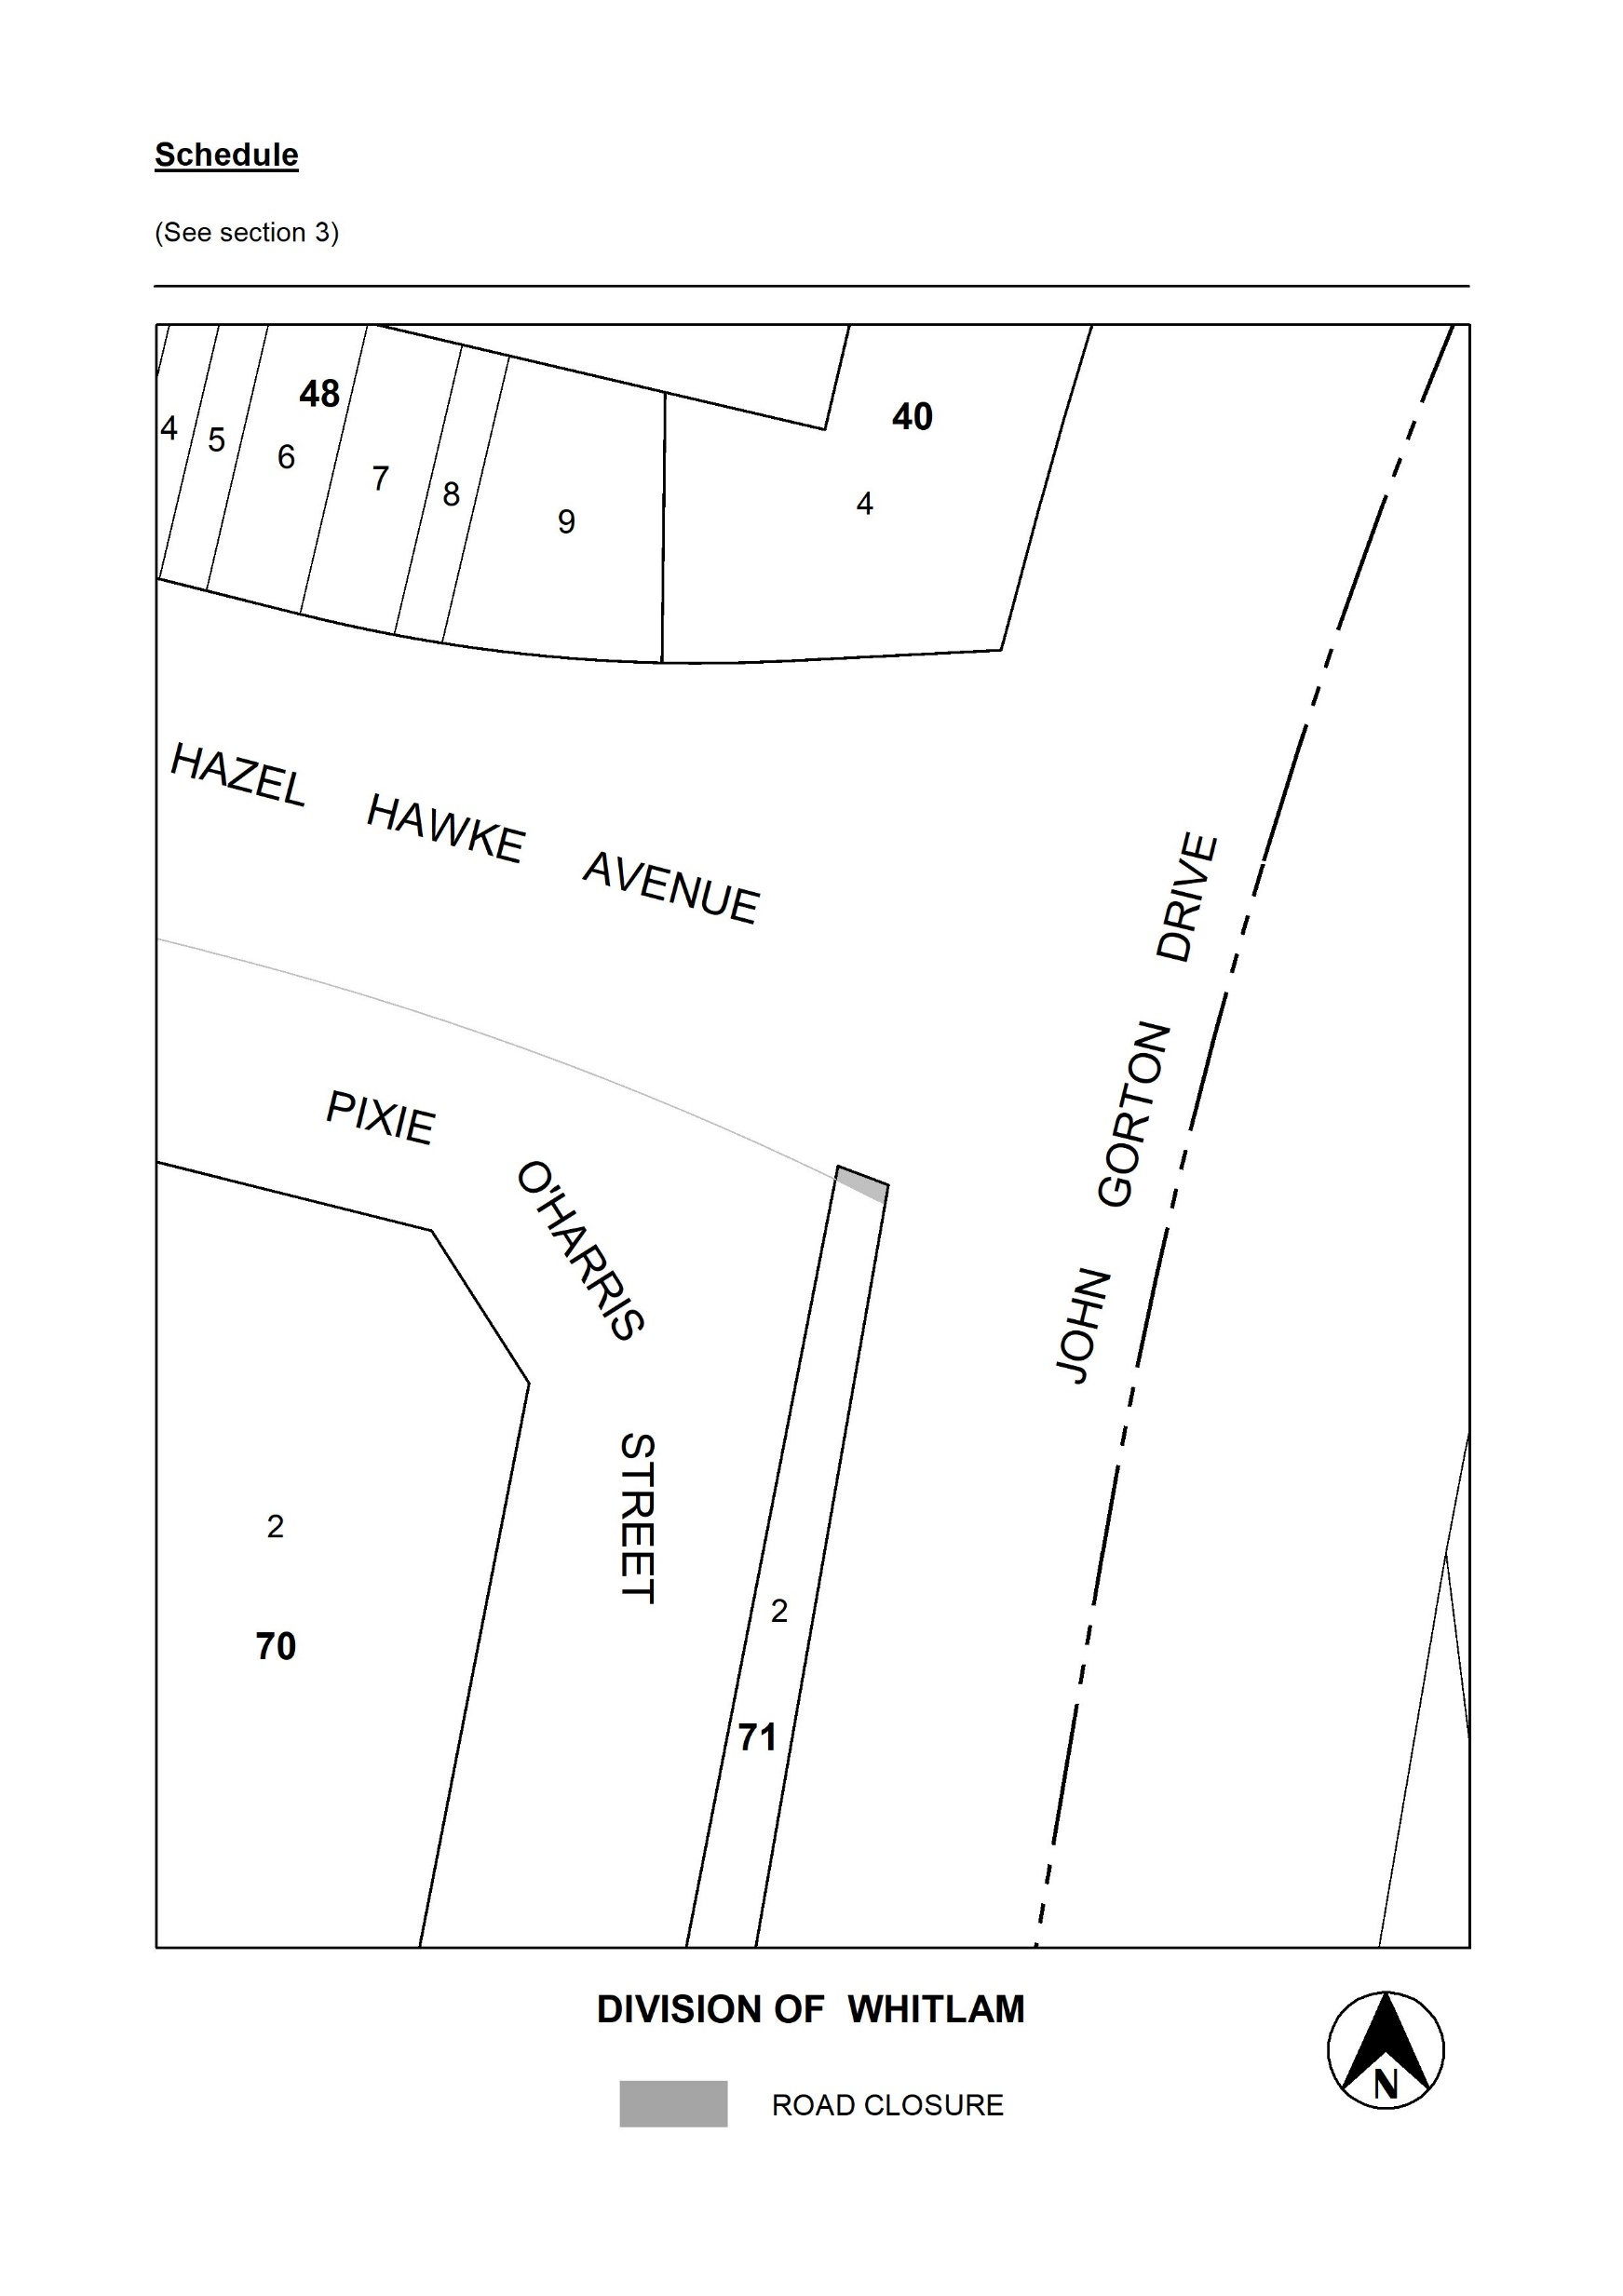 Schedule
(See section 3)
48
40
4
5
6
7
8
9
4
HAZEL HAWKE AVENUE
JOHN GORTON DRIVE
PIXIE O'HARRIS STREET
2
70
2
71
DIVISION OF WHITLAM
ROAD CLOSURE
N